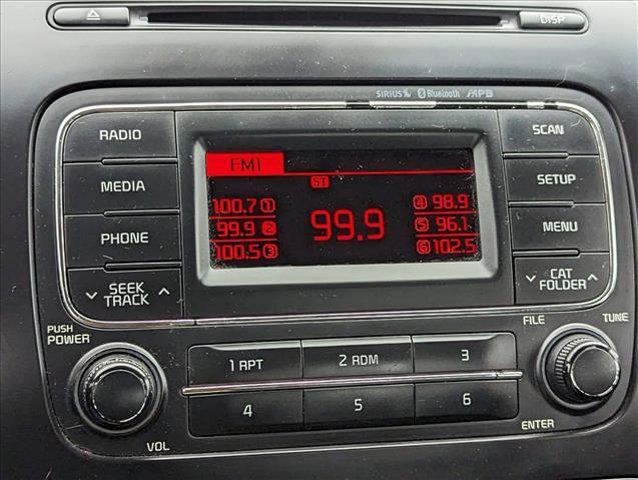 DISP
SIRIUS Bluetooth MP3
RADIO
MEDIA
PHONE
SEEK
TRACK
FM1
ST
100.7 1
99.9 2
100.5 3
99.9
4 98.9
5 96.1
6 102.5
SCAN
SETUP
MENU
CAT
FOLDER
PUSH
POWER
VOL
1 RPT
2 RDM
3
4
5
6
FILE
TUNE
ENTER